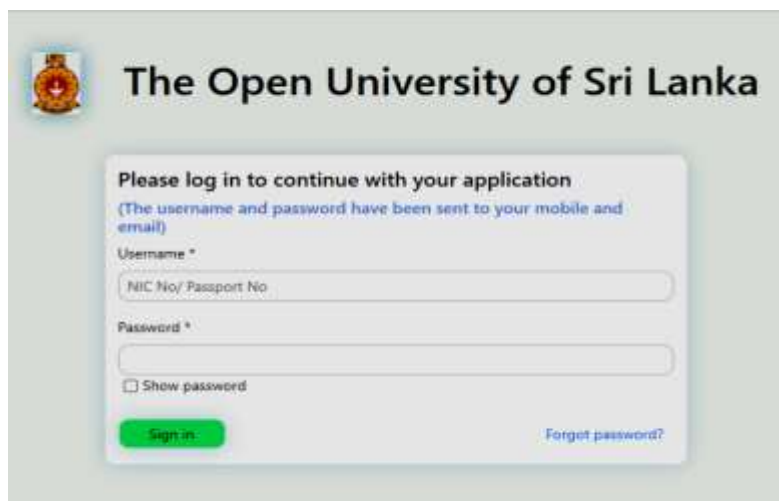 The Open University of Sri Lanka
Please log in to continue with your application
(The username and password have been sent to your mobile and
email)
Username *
NIC No/ Passport No
Password *
Show password
Sign in
Forgot password?